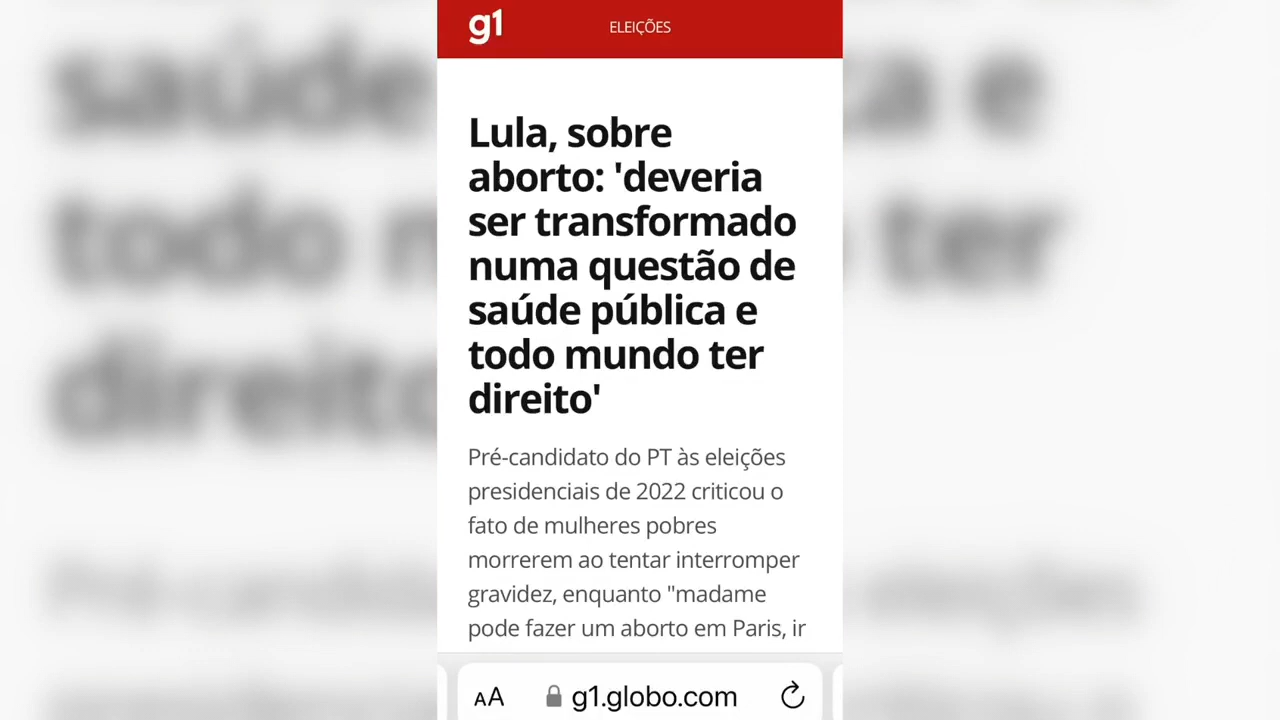 g1
ELEIÇÕES
Lula, sobre
aborto: 'deveria
ser transformado
numa questão de
saúde pública e
todo mundo ter
direito'
Pré-candidato do PT às eleições
presidenciais de 2022 criticou o
fato de mulheres pobres
morrerem ao tentar interromper
gravidez, enquanto "madame
pode fazer um aborto em Paris, ir
AA g1.globo.com